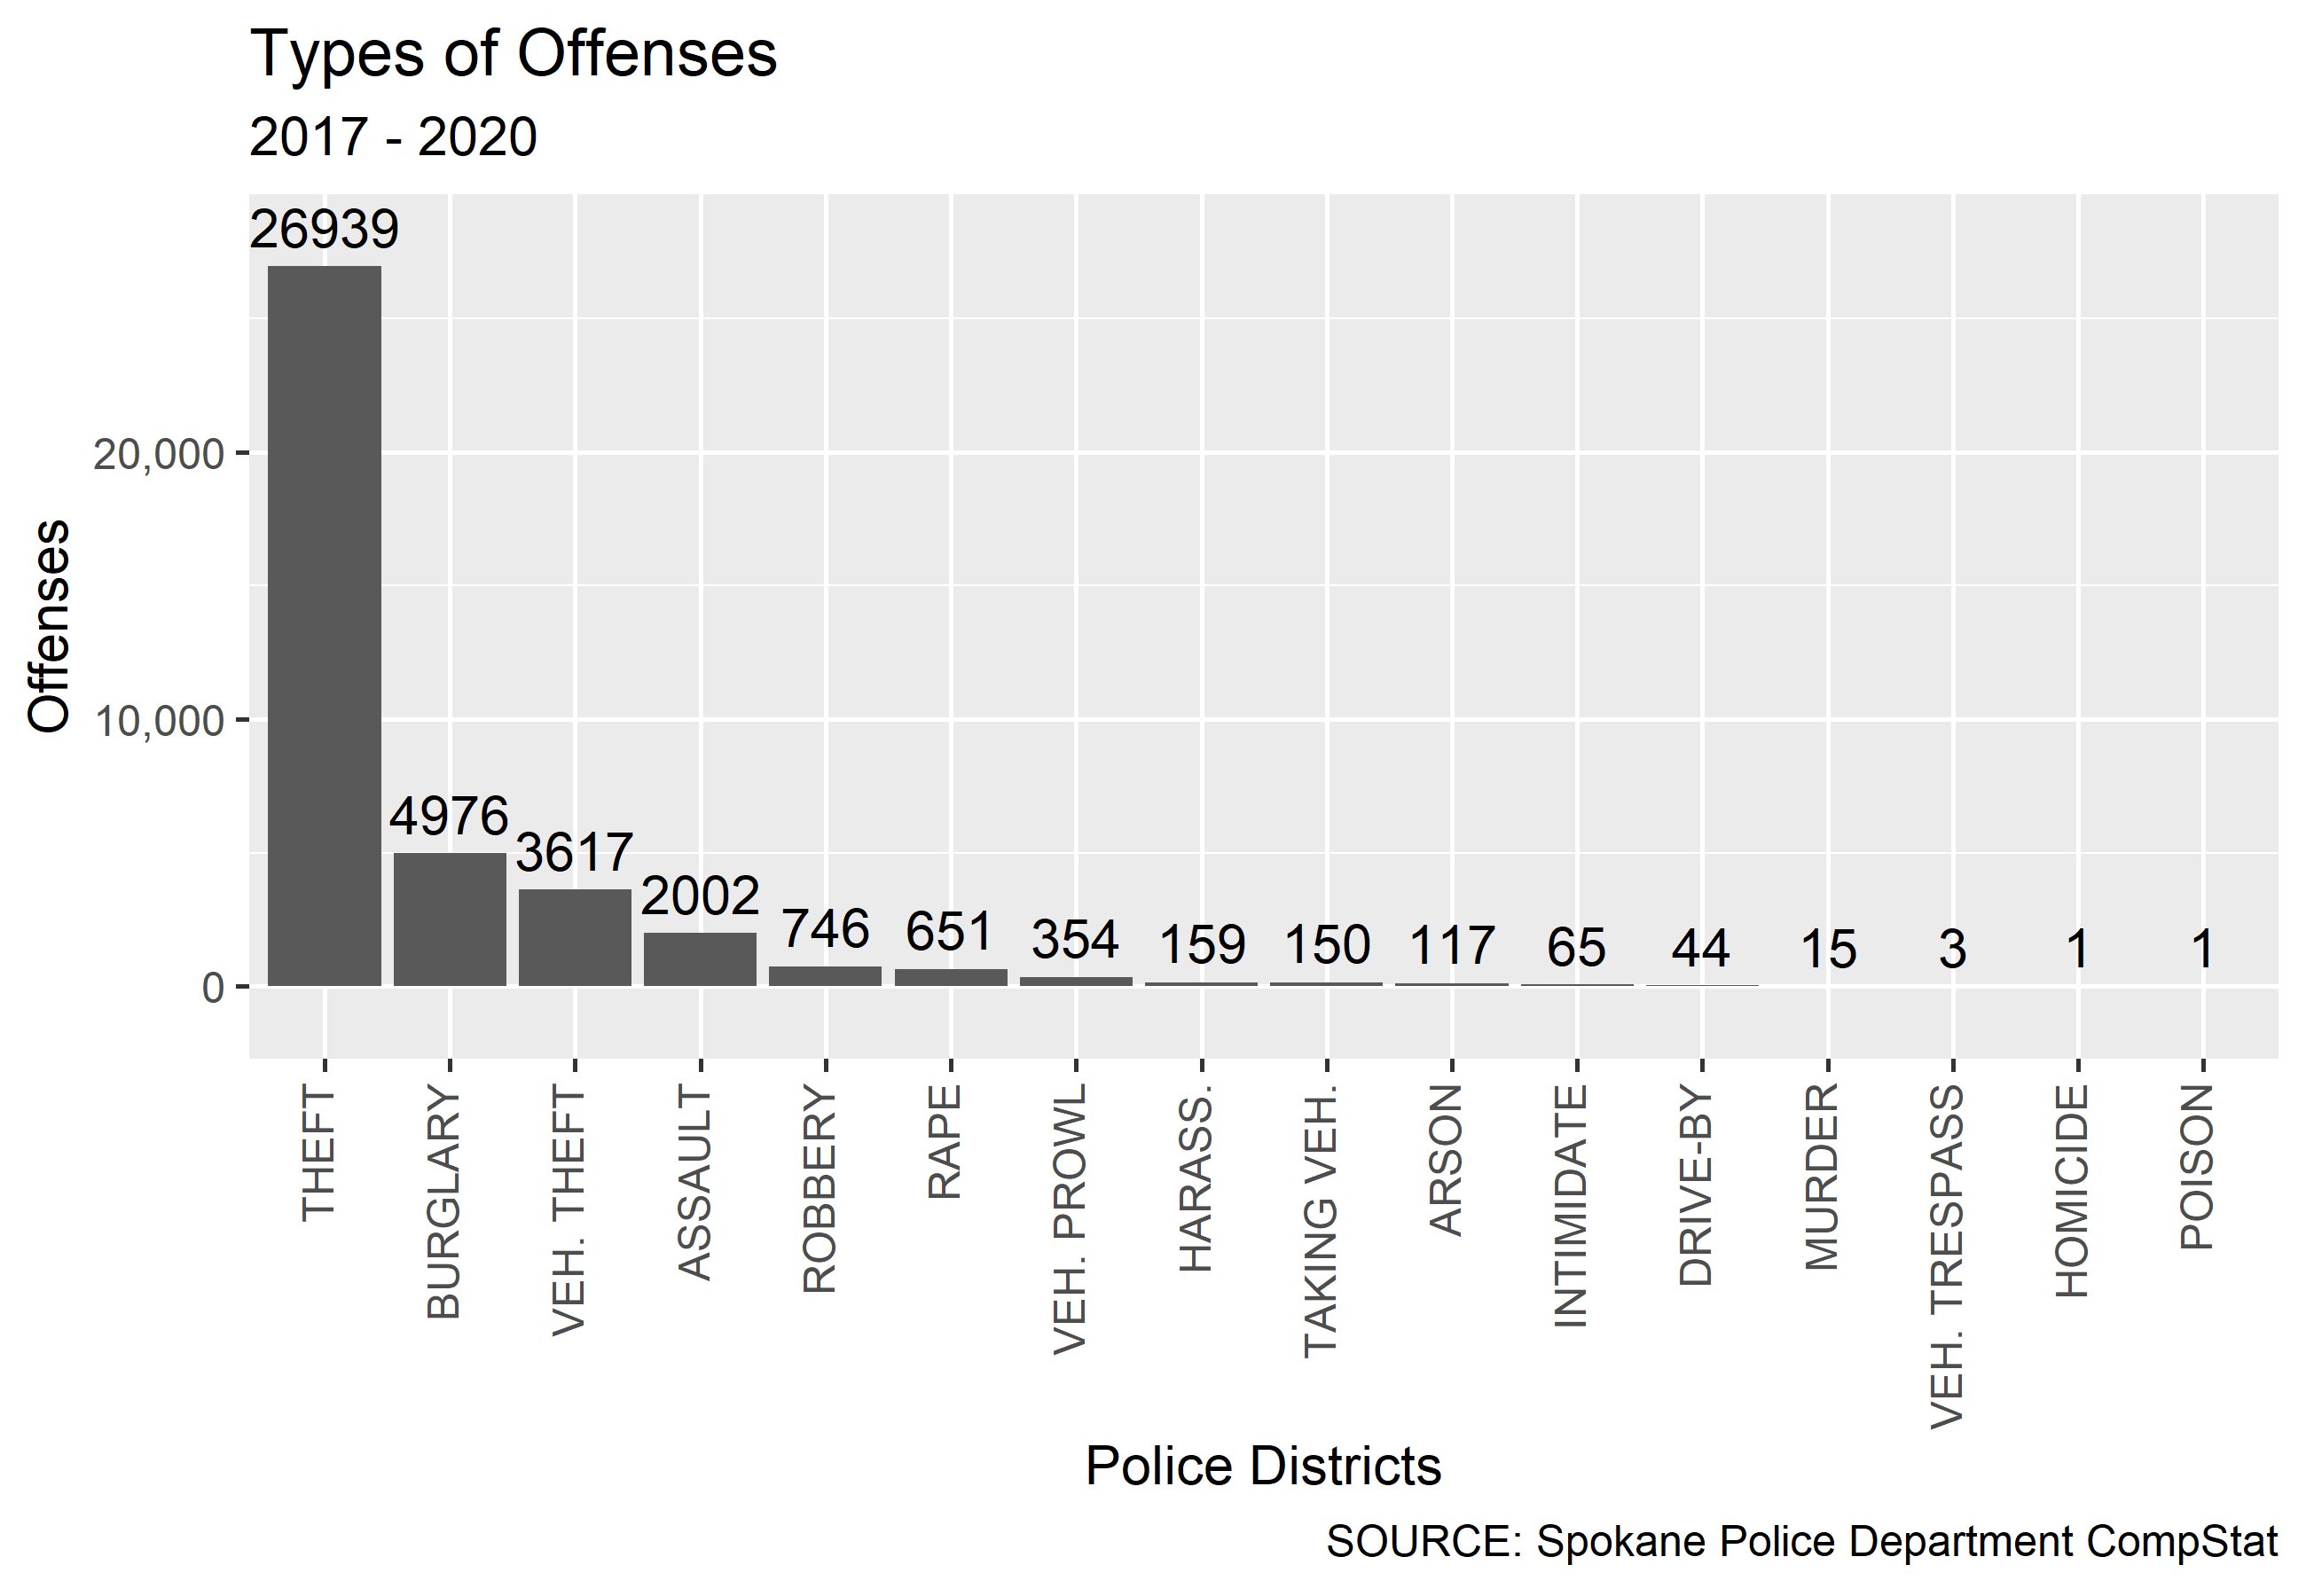 Types of Offenses
2017 - 2020
26939
4976
3617
2002
746
651
354
159
150
117
65
44
15
3
1
1
20,000
10,000
0
Offenses
THEFT
BURGLARY
VEH. THEFT
ASSAULT
ROBBERY
RAPE
VEH. PROWL
HARASS.
TAKING VEH.
ARSON
INTIMIDATE
DRIVE-BY
MURDER
VEH. TRESPASS
HOMICIDE
POISON
Police Districts
SOURCE: Spokane Police Department CompStat